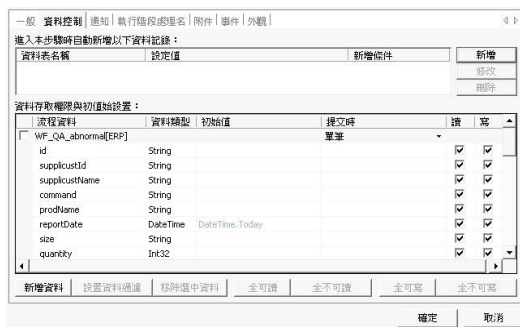 一般 資料控制 通知 執行階段處理名 附件 事件 外觀
進入本步驟時自動新增以下資料記錄：
資料表名稱 設定值 新增條件
新增
修改
刪除
資料存取權限與初值始設置：
流程資料 資料類型 初始值 提交時 讀 寫
WF_QA_abnormal[ERP] 單筆
id String
supplicustId String
supplicustName String
command String
prodName String
reportDate DateTime DateTime.Today
size String
quantity Int32
新增資料 設置資料過濾 移除選中資料 全可讀 全不可讀 全可寫 全不可寫
確定 取消